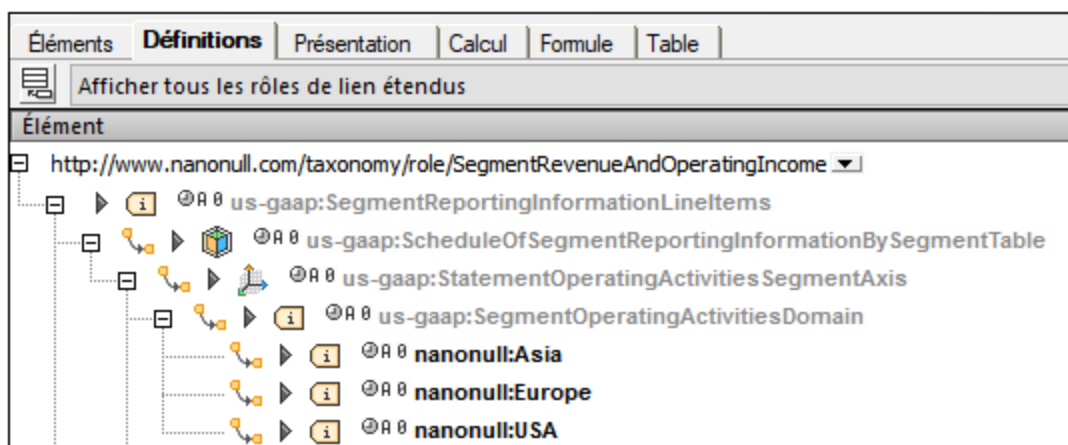 Éléments Définitions Présentation Calcul Formule Table
Afficher tous les rôles de lien étendus
Élément
http://www.nanonull.com/taxonomy/role/SegmentRevenueAndOperatingIncome
us-gaap:SegmentReportingInformationLineItems
us-gaap:ScheduleOfSegmentReportingInformationBySegmentTable
us-gaap:StatementOperatingActivitiesSegmentAxis
us-gaap:SegmentOperatingActivitiesDomain
nanonull:Asia
nanonull:Europe
nanonull:USA